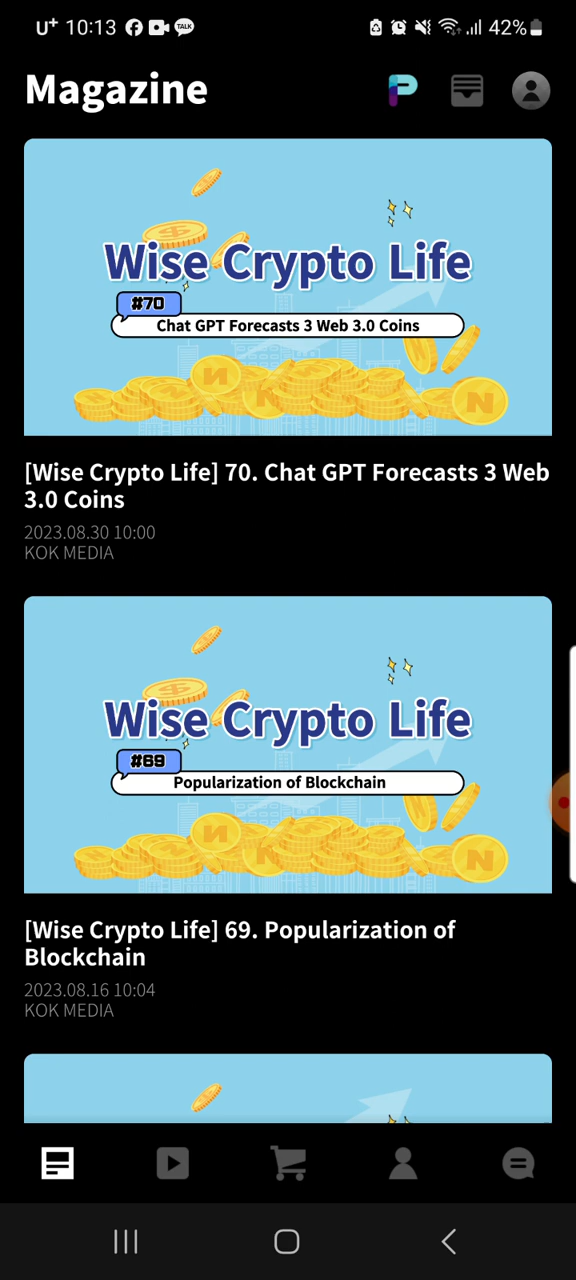 U+ 10:13 TALK 42%
Magazine
Wise Crypto Life
#70
Chat GPT Forecasts 3 Web 3.0 Coins
N N N
[Wise Crypto Life] 70. Chat GPT Forecasts 3 Web
3.0 Coins
2023.08.30 10:00
KOK MEDIA
Wise Crypto Life
#69
Popularization of Blockchain
N N N
[Wise Crypto Life] 69. Popularization of
Blockchain
2023.08.16 10:04
KOK MEDIA